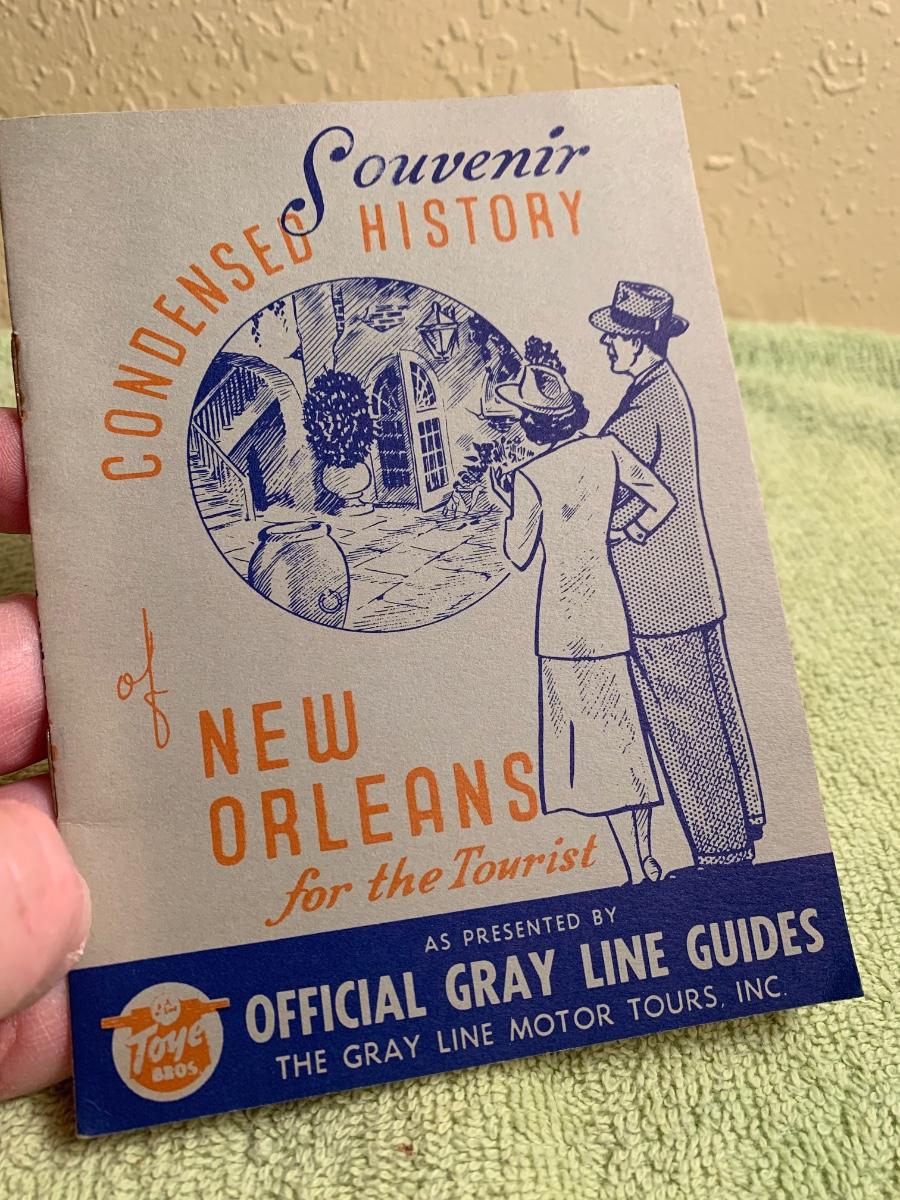 Souvenir
CONDENSED HISTORY
of
NEW
ORLEANS
for the Tourist
AS PRESENTED BY
OFFICIAL GRAY LINE GUIDES
THE GRAY LINE MOTOR TOURS, INC.
Toye
BROS.